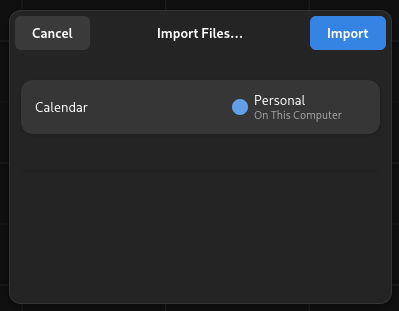 Cancel
Import Files…
Import
Calendar
Personal
On This Computer